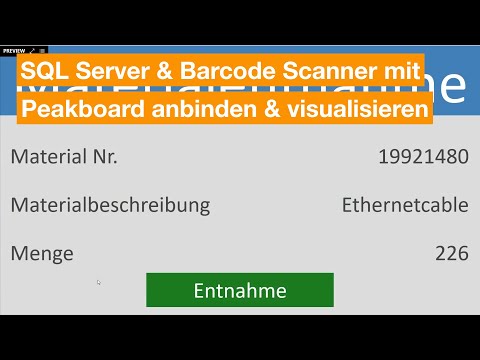 PREVIEW
SQL Server & Barcode Scanner mit
Peakboard anbinden & visualisieren
Material Nr. 19921480
Materialbeschreibung Ethernetcable
Menge 226
Entnahme